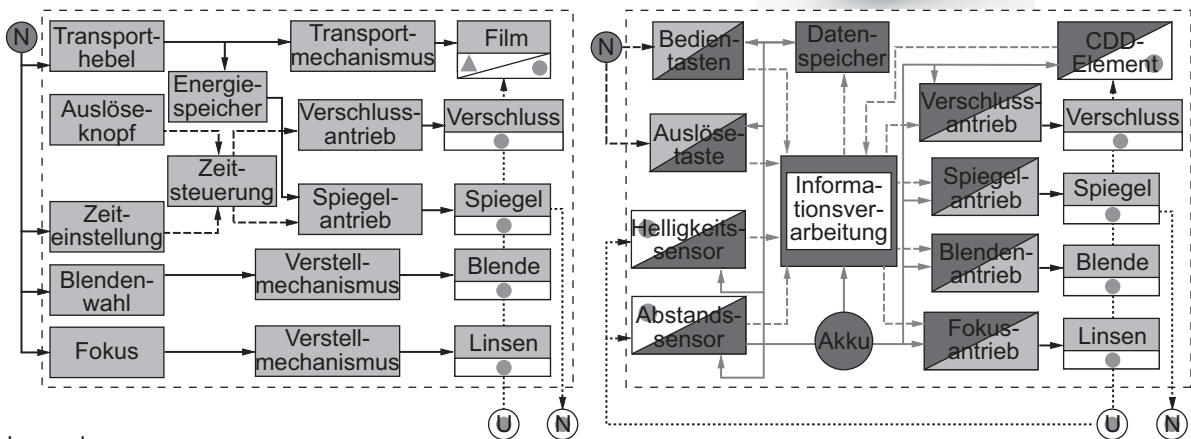 N
Transport-
hebel
Transport-
mechanismus
Film
Energie-
speicher
Auslöse-
knopf
Verschluss-
antrieb
Verschluss
Zeit-
steuerung
Spiegel-
antrieb
Spiegel
Zeit-
einstellung
Blenden-
wahl
Verstell-
mechanismus
Blende
Fokus
Verstell-
mechanismus
Linsen
U
N
N
Bedien-
tasten
Daten-
speicher
CDD-
Element
Verschluss-
antrieb
Verschluss
Auslöse-
taste
Informa-
tionsver-
arbeitung
Spiegel-
antrieb
Spiegel
Helligkeits-
sensor
Blenden-
antrieb
Blende
Abstands-
sensor
Akku
Fokus-
antrieb
Linsen
U
N